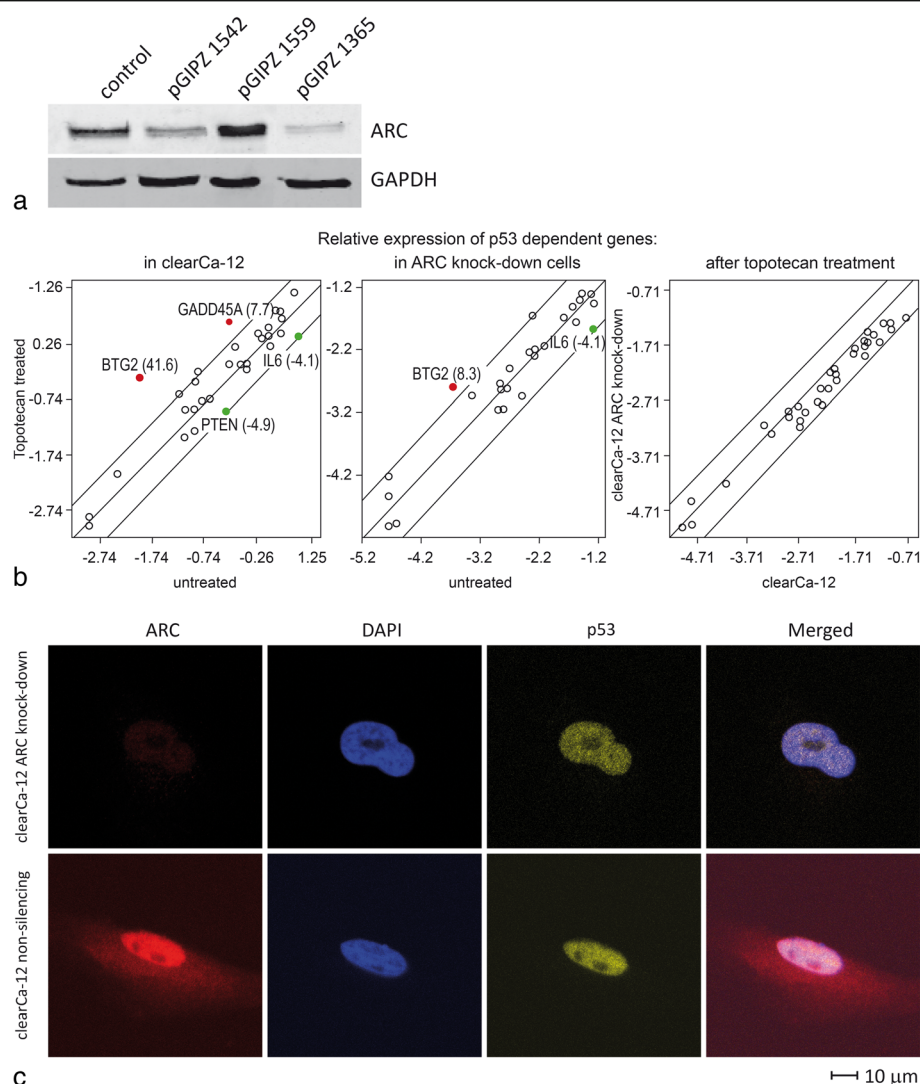 control
pGIPZ 1542
pGIPZ 1559
pGIPZ 1365
ARC
GAPDH
a
Relative expression of p53 dependent genes:
in clearCa-12
in ARC knock-down cells
after topotecan treatment
Topotecan treated
-1.26
0.26
-0.74
-1.74
-2.74
GADD45A (7.7)
BTG2 (41.6)
IL6 (-4.1)
PTEN (-4.9)
-2.74
-1.74
-0.74
-0.26
1.25
untreated
-1.2
-2.2
-3.2
-4.2
IL6 (-4.1)
BTG2 (8.3)
-5.2
-4.2
-3.2
-2.2
-1.2
untreated
clearCa-12 ARC knock-down
-0.71
-1.71
-2.71
-3.71
-4.71
-4.71
-3.71
-2.71
-1.71
-0.71
clearCa-12
b
ARC
DAPI
p53
Merged
clearCa-12 ARC knock-down
clearCa-12 non-silencing
c
10 µm